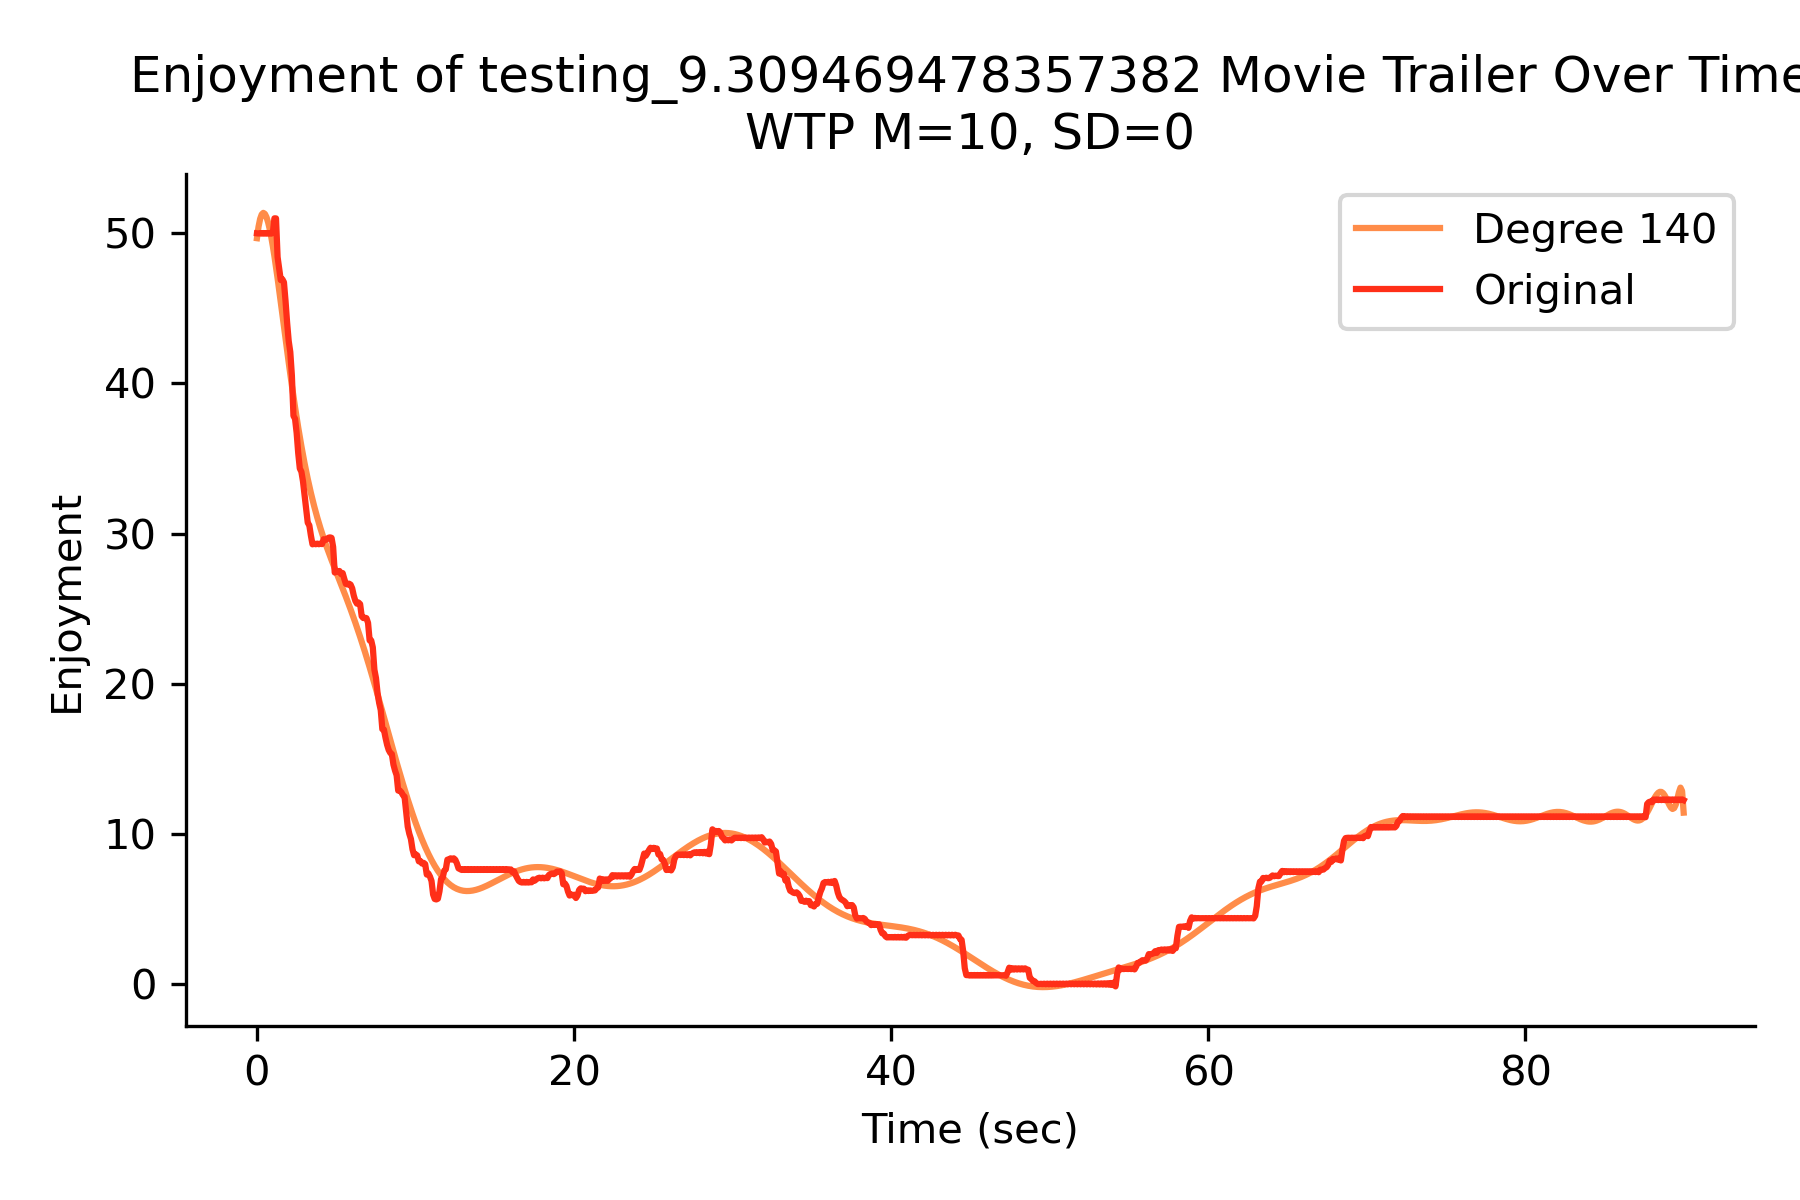 Enjoyment of testing_9.309469478357382 Movie Trailer Over Time
WTP M=10, SD=0
Degree 140
Original
Enjoyment
50
40
30
20
10
0
0 20 40 60 80
Time (sec)